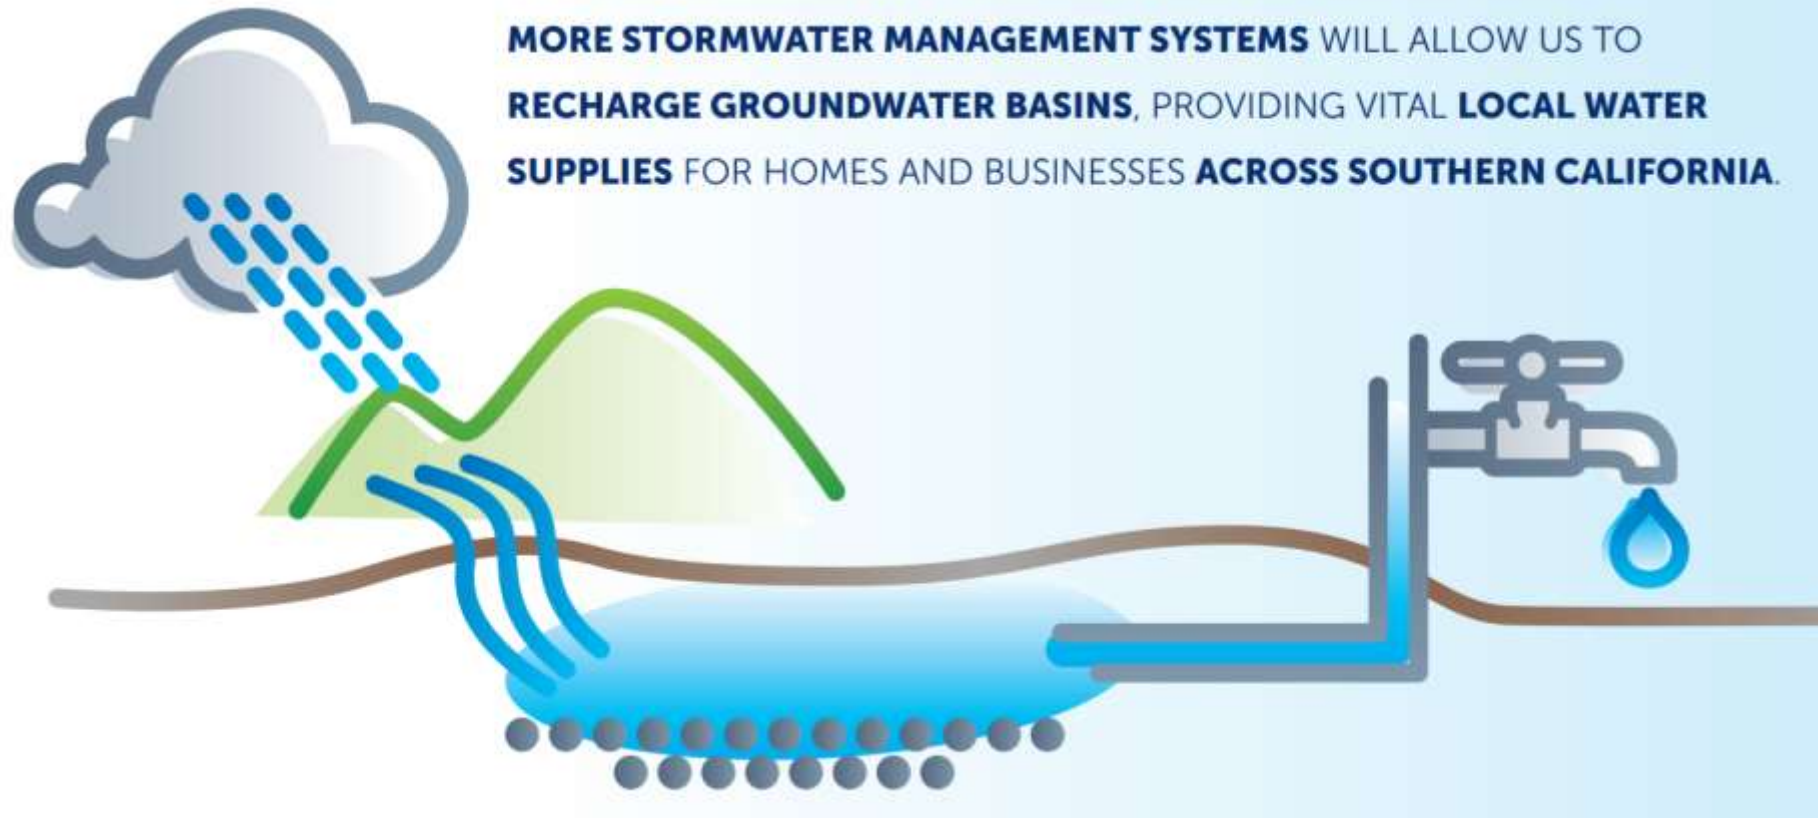 MORE STORMWATER MANAGEMENT SYSTEMS WILL ALLOW US TO
RECHARGE GROUNDWATER BASINS, PROVIDING VITAL LOCAL WATER
SUPPLIES FOR HOMES AND BUSINESSES ACROSS SOUTHERN CALIFORNIA.